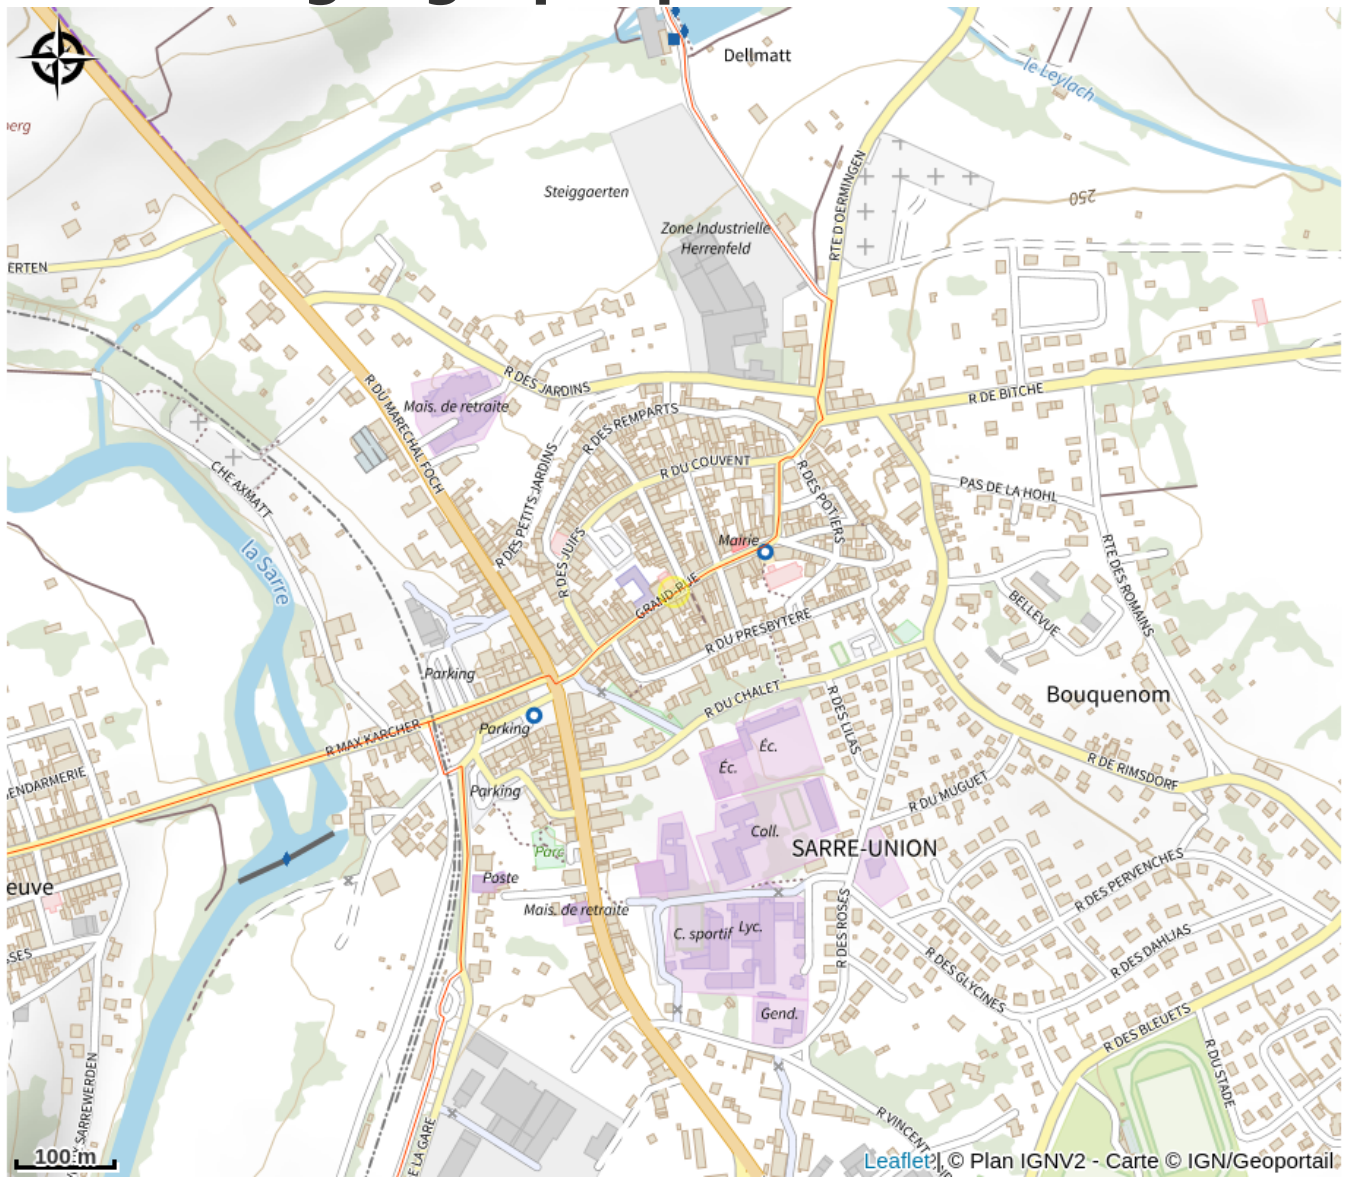 Dellmatt
le Leylach
berg
Steiggaerten
250
Zone Industrielle
Herrenfeld
RTE D'OERMINGEN
ERTEN
R DES JARDINS
R DE BITCHE
R DU MARECHAL FOCH
Mais. de retraite
R DES REMPARTS
R DU COUVENT
R DES POTIERS
CHE AXMATT
R DES PETITS JARDINS
PAS DE LA HOHL
la Sarre
R DES JUIFS
Mairie
RTE DES ROMAINS
GRAND-RUE
BELLEVUE
R DU PRESBYTERE
Parking
R DU CHALET
Bouquenom
R DES LILAS
R MAX KARCHER
Parking
Éc.
Éc.
R DE RIMSDORF
GENDARMERIE
Parking
R DU MUGUET
Coll.
SARRE-UNION
Parc
R DES PERVENCHES
euve
Poste
Mais. de retraite
C. sportif
Lyc.
R DES ROSES
R DES DAHLIAS
SSES
R DES GLYCINES
Gend.
R DES BLEUETS
R DU STADE
SARREWERDEN
E LA GARE
R VINCENT
100 m
Leaflet | © Plan IGNV2 - Carte © IGN/Geoportail